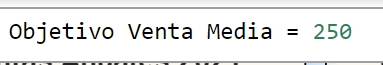 Objetivo Venta Media = 250